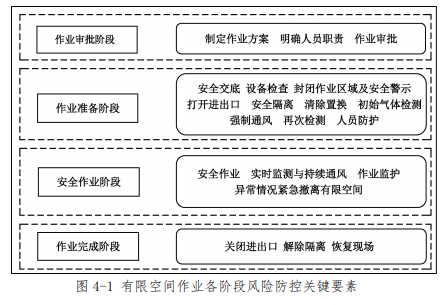 作业审批阶段
制定作业方案 明确人员职责 作业审批
作业准备阶段
安全交底 设备检查 封闭作业区域及安全警示
打开进出口 安全隔离 清除置换 初始气体检测
强制通风 再次检测 人员防护
安全作业阶段
安全作业 实时监测与持续通风 作业监护
异常情况紧急撤离有限空间
作业完成阶段
关闭进出口 解除隔离 恢复现场
图 4-1 有限空间作业各阶段风险防控关键要素